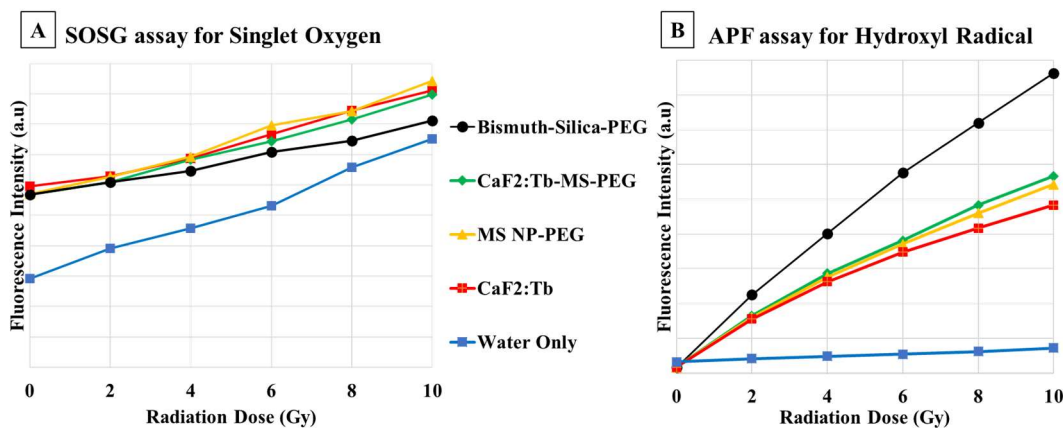 A SOSG assay for Singlet Oxygen
Fluorescence Intensity (a.u)
0 2 4 6 8 10
Radiation Dose (Gy)
Bismuth-Silica-PEG
CaF2:Tb-MS-PEG
MS NP-PEG
CaF2:Tb
Water Only
B APF assay for Hydroxyl Radical
Fluorescence Intensity (a.u)
0 2 4 6 8 10
Radiation Dose (Gy)